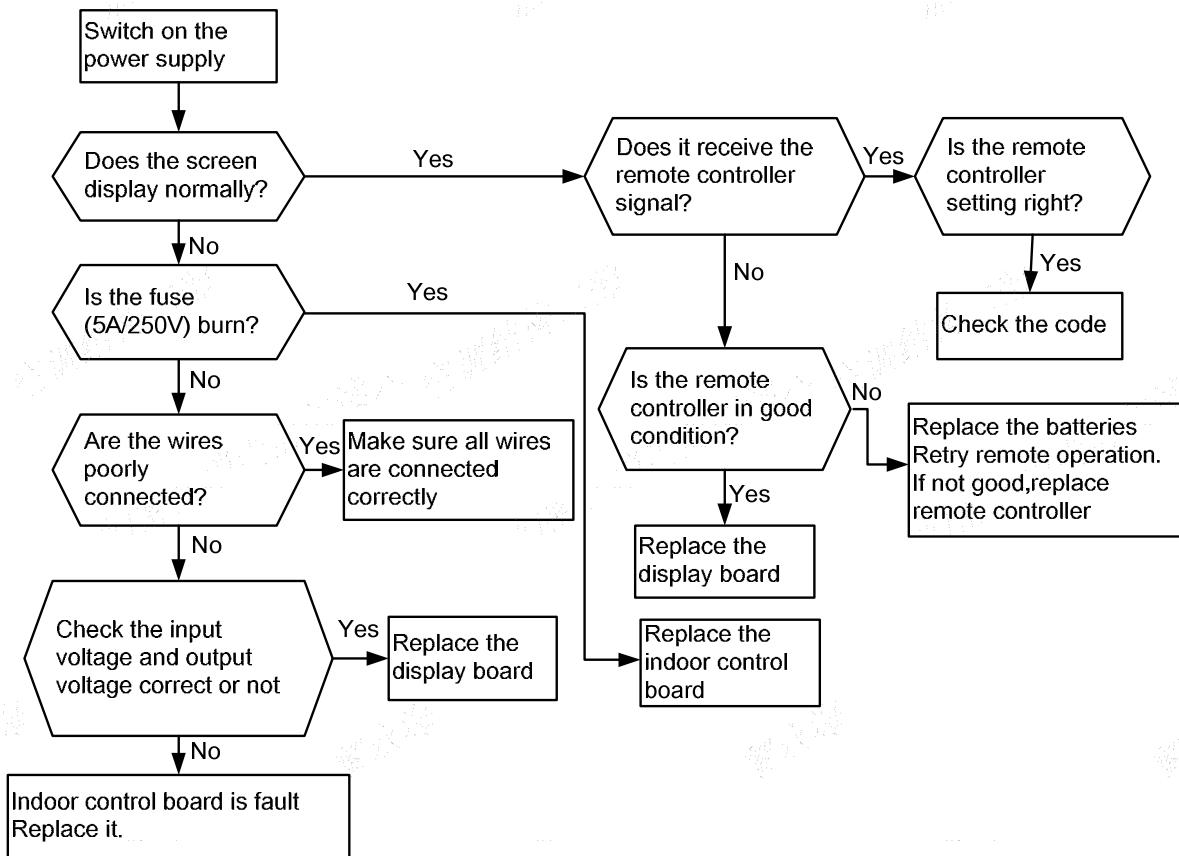 Switch on the
power supply
Does the screen
display normally?
Yes
Does it receive the
remote controller
signal?
Yes
Is the remote
controller
setting right?
No
Is the fuse
(5A/250V) burn?
Yes
No
Yes
Check the code
No
Are the wires
poorly
connected?
Yes
Make sure all wires
are connected
correctly
Is the remote
controller in good
condition?
No
Replace the batteries
Retry remote operation.
If not good,replace
remote controller
Yes
Replace the
display board
No
Check the input
voltage and output
voltage correct or not
Yes
Replace the
display board
Replace the
indoor control
board
No
Indoor control board is fault
Replace it.